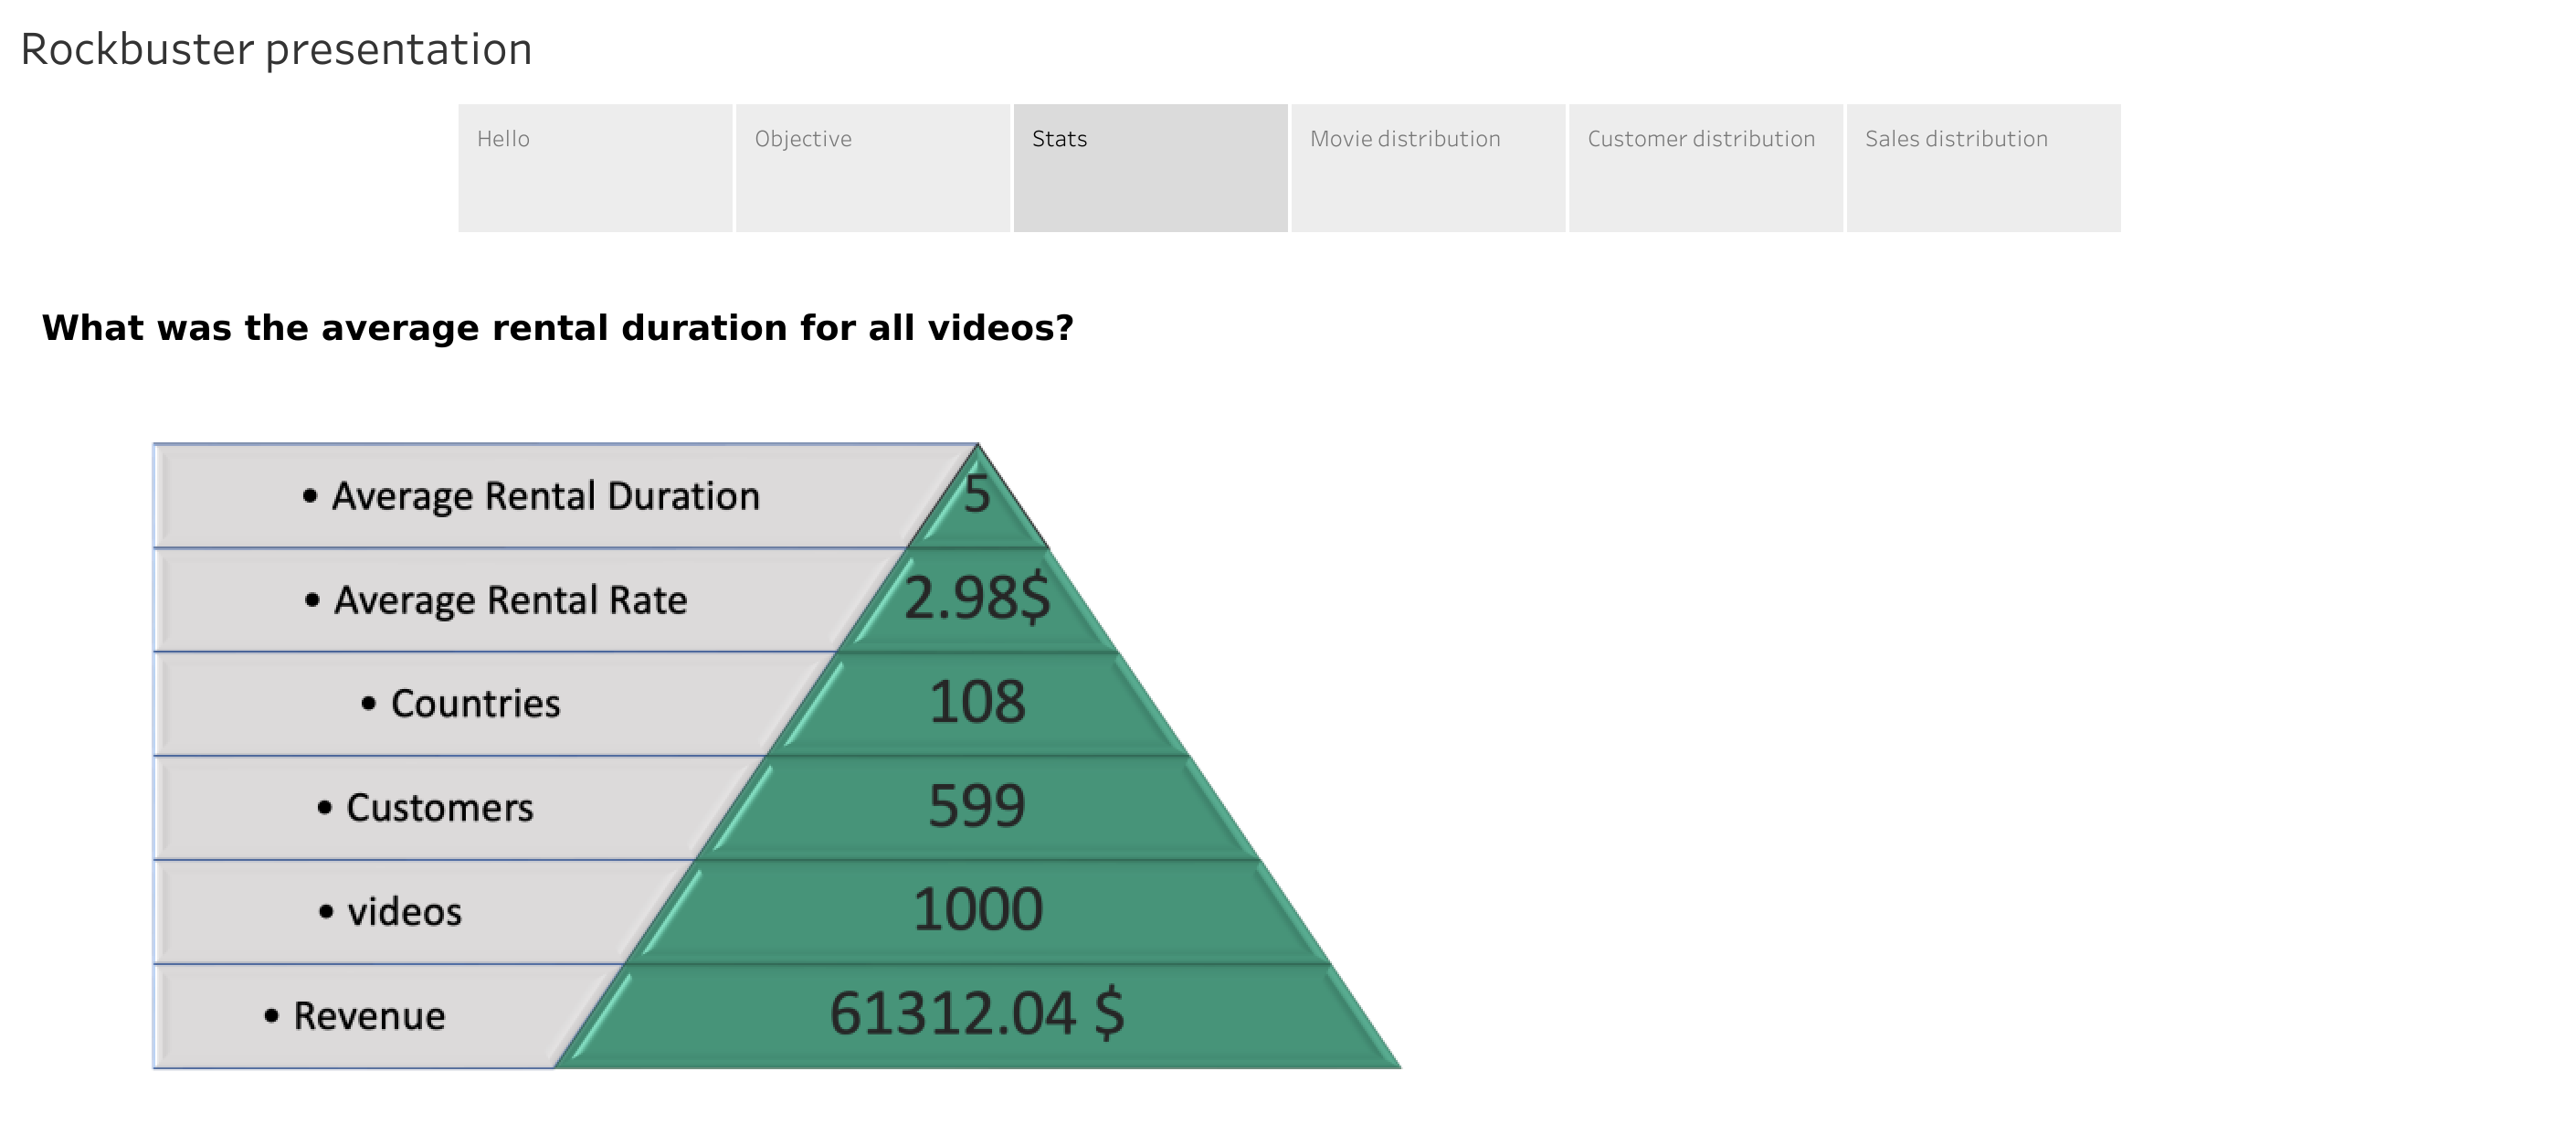 Rockbuster presentation
Hello
Objective
Stats
Movie distribution
Customer distribution
Sales distribution
What was the average rental duration for all videos?
• Average Rental Duration
5
• Average Rental Rate
2.98$
• Countries
108
• Customers
599
• videos
1000
• Revenue
61312.04 $